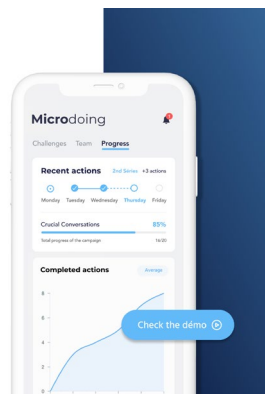 Microdoing
Challenges Team Progress
Recent actions 2nd Séries +3 actions
Monday Tuesday Wednesday Thursday Friday
Crucial Conversations 85%
Total progress of the campaign 16/20
Completed actions Average
8
6
Check the démo
4
2
0